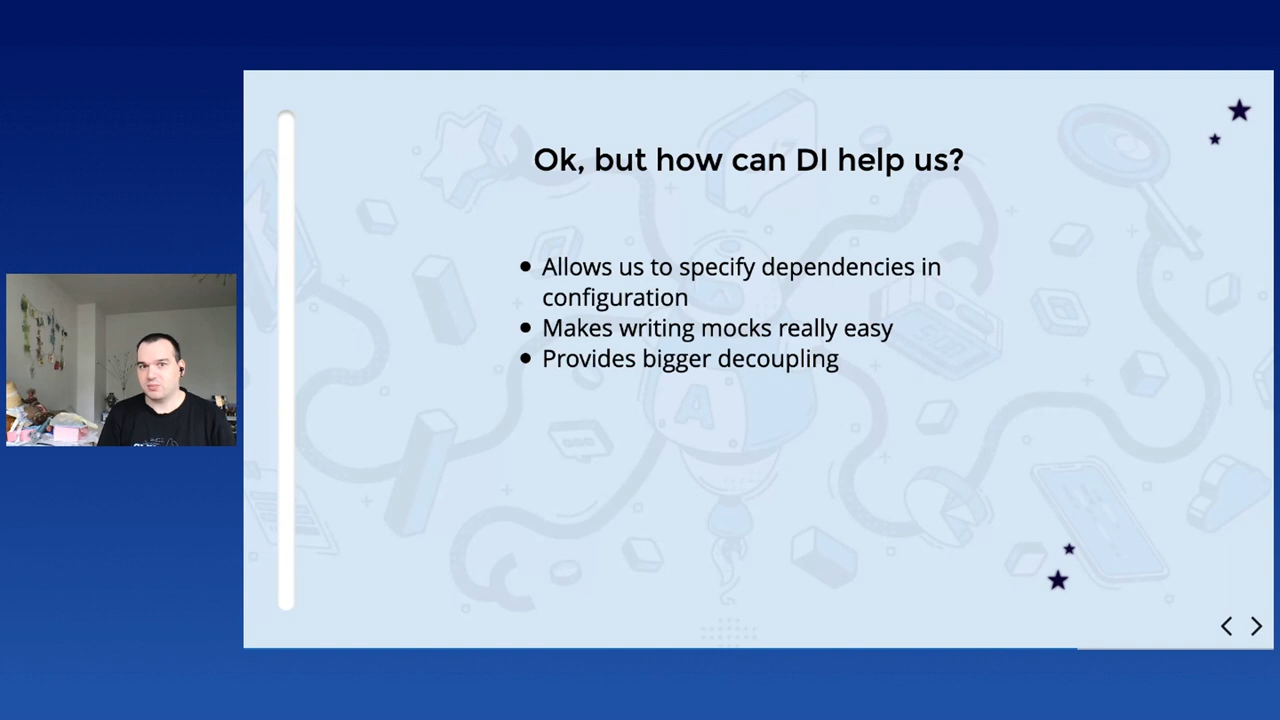 Ok, but how can DI help us?
• Allows us to specify dependencies in
configuration
• Makes writing mocks really easy
• Provides bigger decoupling
A